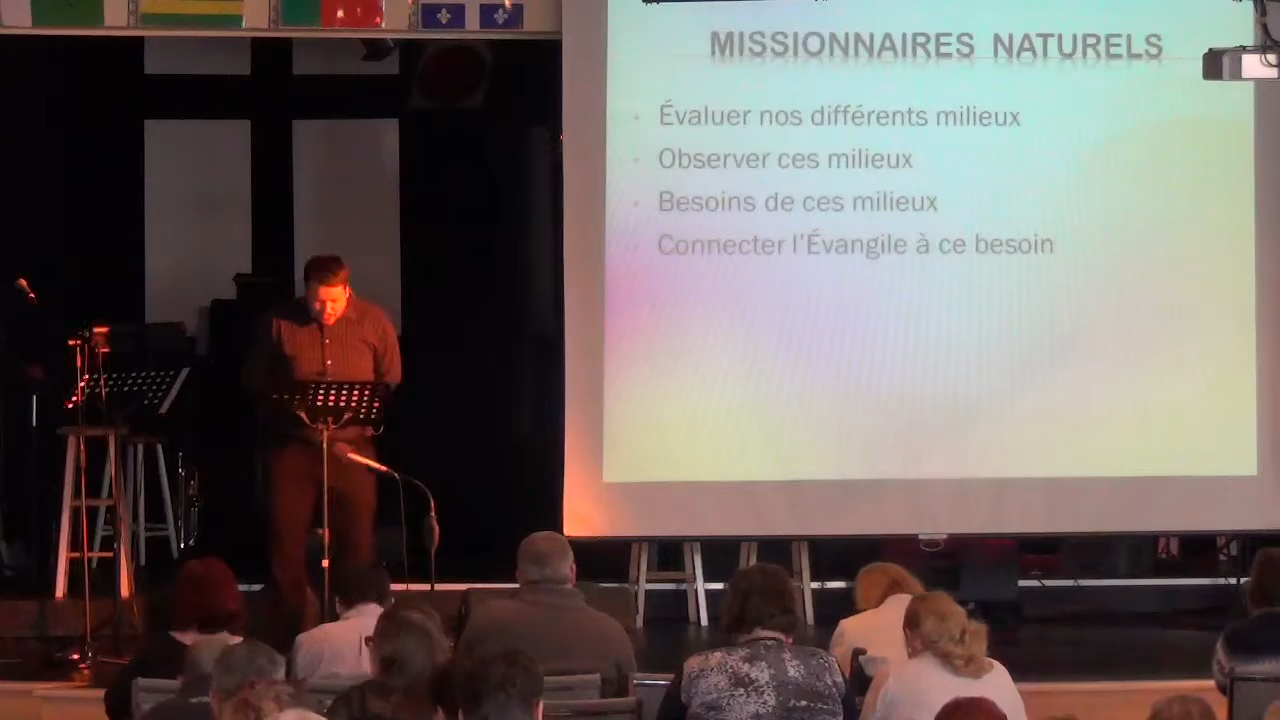 MISSIONNAIRES NATURELS
Évaluer nos différents milieux
Observer ces milieux
Besoins de ces milieux
Connecter l'Évangile à ce besoin